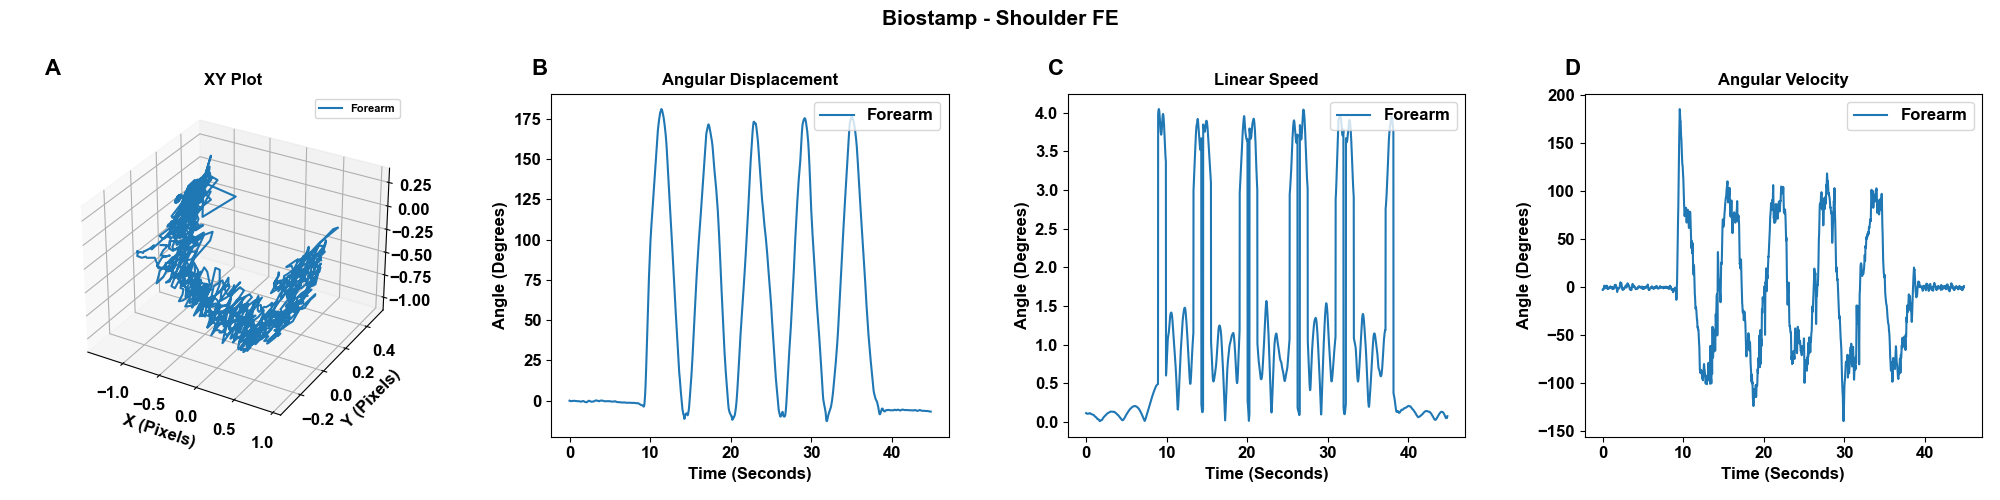 Biostamp - Shoulder FE
A
XY Plot
Forearm
0.25
0.00
−0.25
−0.50
−0.75
−1.00
0.4
0.2
0.0
−0.2
Y (Pixels)
−1.0
−0.5
0.0
0.5
1.0
X (Pixels)
B
Angular Displacement
Forearm
175
150
125
100
75
50
25
0
Angle (Degrees)
0 10 20 30 40
Time (Seconds)
C
Linear Speed
Forearm
4.0
3.5
3.0
2.5
2.0
1.5
1.0
0.5
0.0
Angle (Degrees)
0 10 20 30 40
Time (Seconds)
D
Angular Velocity
Forearm
200
150
100
50
0
−50
−100
−150
Angle (Degrees)
0 10 20 30 40
Time (Seconds)